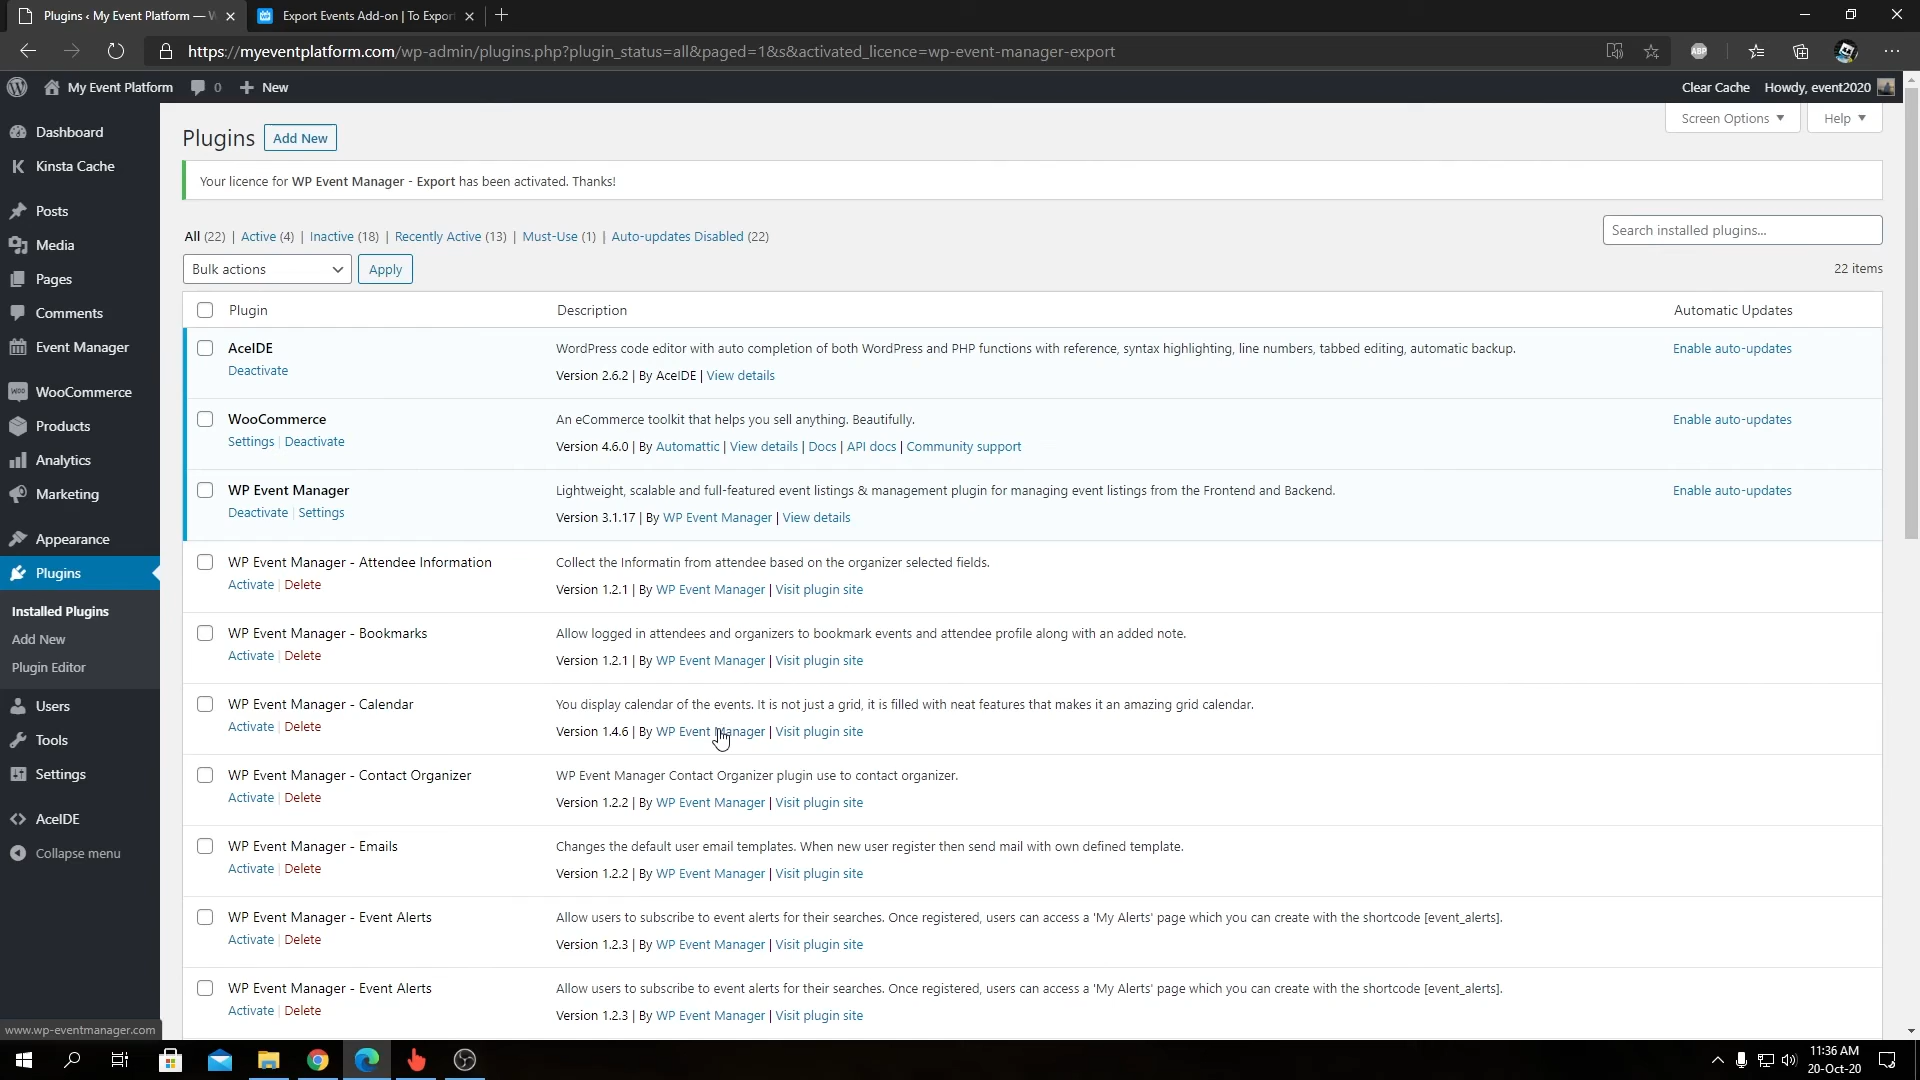 Plugins ‹ My Event Platform — W
Export Events Add-on | To Export
https://myeventplatform.com/wp-admin/plugins.php?plugin_status=all&paged=1&s&activated_licence=wp-event-manager-export
ABP
My Event Platform
0
New
Clear Cache
Howdy, event2020
Dashboard
Kinsta Cache
Posts
Media
Pages
Comments
Event Manager
WooCommerce
Products
Analytics
Marketing
Appearance
Plugins
Installed Plugins
Add New
Plugin Editor
Users
Tools
Settings
AceIDE
Collapse menu
www.wp-eventmanager.com
Screen Options
Help
Plugins
Add New
Your licence for WP Event Manager - Export has been activated. Thanks!
All (22) | Active (4) | Inactive (18) | Recently Active (13) | Must-Use (1) | Auto-updates Disabled (22)
Search installed plugins...
Bulk actions
Apply
22 items
Plugin Description Automatic Updates
AceIDE
Deactivate
WordPress code editor with auto completion of both WordPress and PHP functions with reference, syntax highlighting, line numbers, tabbed editing, automatic backup.
Version 2.6.2 | By AceIDE | View details
Enable auto-updates
WooCommerce
Settings | Deactivate
An eCommerce toolkit that helps you sell anything. Beautifully.
Version 4.6.0 | By Automattic | View details | Docs | API docs | Community support
Enable auto-updates
WP Event Manager
Deactivate | Settings
Lightweight, scalable and full-featured event listings & management plugin for managing event listings from the Frontend and Backend.
Version 3.1.17 | By WP Event Manager | View details
Enable auto-updates
WP Event Manager - Attendee Information
Activate | Delete
Collect the Informatin from attendee based on the organizer selected fields.
Version 1.2.1 | By WP Event Manager | Visit plugin site
WP Event Manager - Bookmarks
Activate | Delete
Allow logged in attendees and organizers to bookmark events and attendee profile along with an added note.
Version 1.2.1 | By WP Event Manager | Visit plugin site
WP Event Manager - Calendar
Activate | Delete
You display calendar of the events. It is not just a grid, it is filled with neat features that makes it an amazing grid calendar.
Version 1.4.6 | By WP Event Manager | Visit plugin site
WP Event Manager - Contact Organizer
Activate | Delete
WP Event Manager Contact Organizer plugin use to contact organizer.
Version 1.2.2 | By WP Event Manager | Visit plugin site
WP Event Manager - Emails
Activate | Delete
Changes the default user email templates. When new user register then send mail with own defined template.
Version 1.2.2 | By WP Event Manager | Visit plugin site
WP Event Manager - Event Alerts
Activate | Delete
Allow users to subscribe to event alerts for their searches. Once registered, users can access a 'My Alerts' page which you can create with the shortcode [event_alerts].
Version 1.2.3 | By WP Event Manager | Visit plugin site
WP Event Manager - Event Alerts
Activate | Delete
Allow users to subscribe to event alerts for their searches. Once registered, users can access a 'My Alerts' page which you can create with the shortcode [event_alerts].
Version 1.2.3 | By WP Event Manager | Visit plugin site
11:36 AM
20-Oct-20